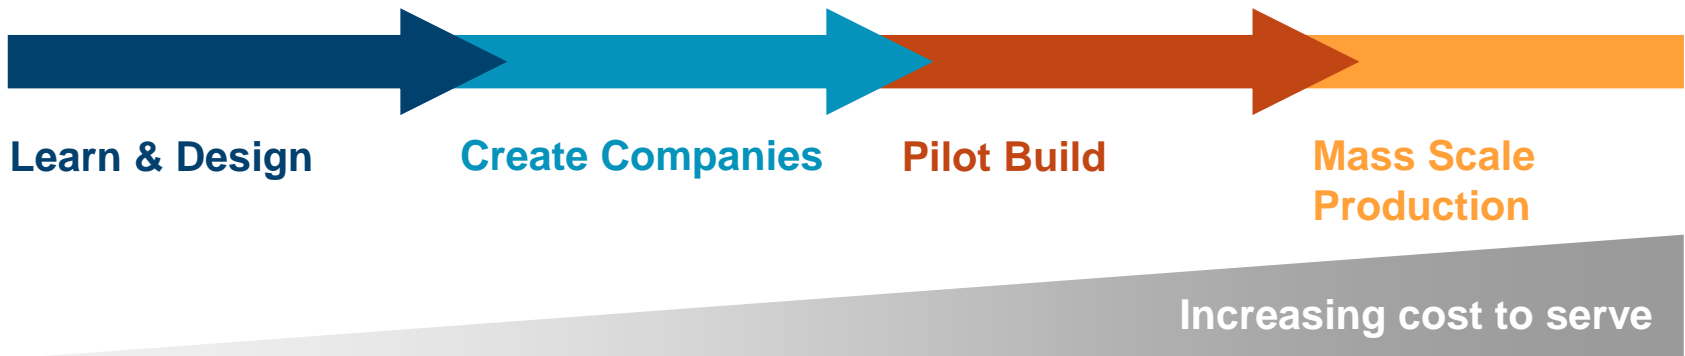 Learn & Design
Create Companies
Pilot Build
Mass Scale
Production
Increasing cost to serve